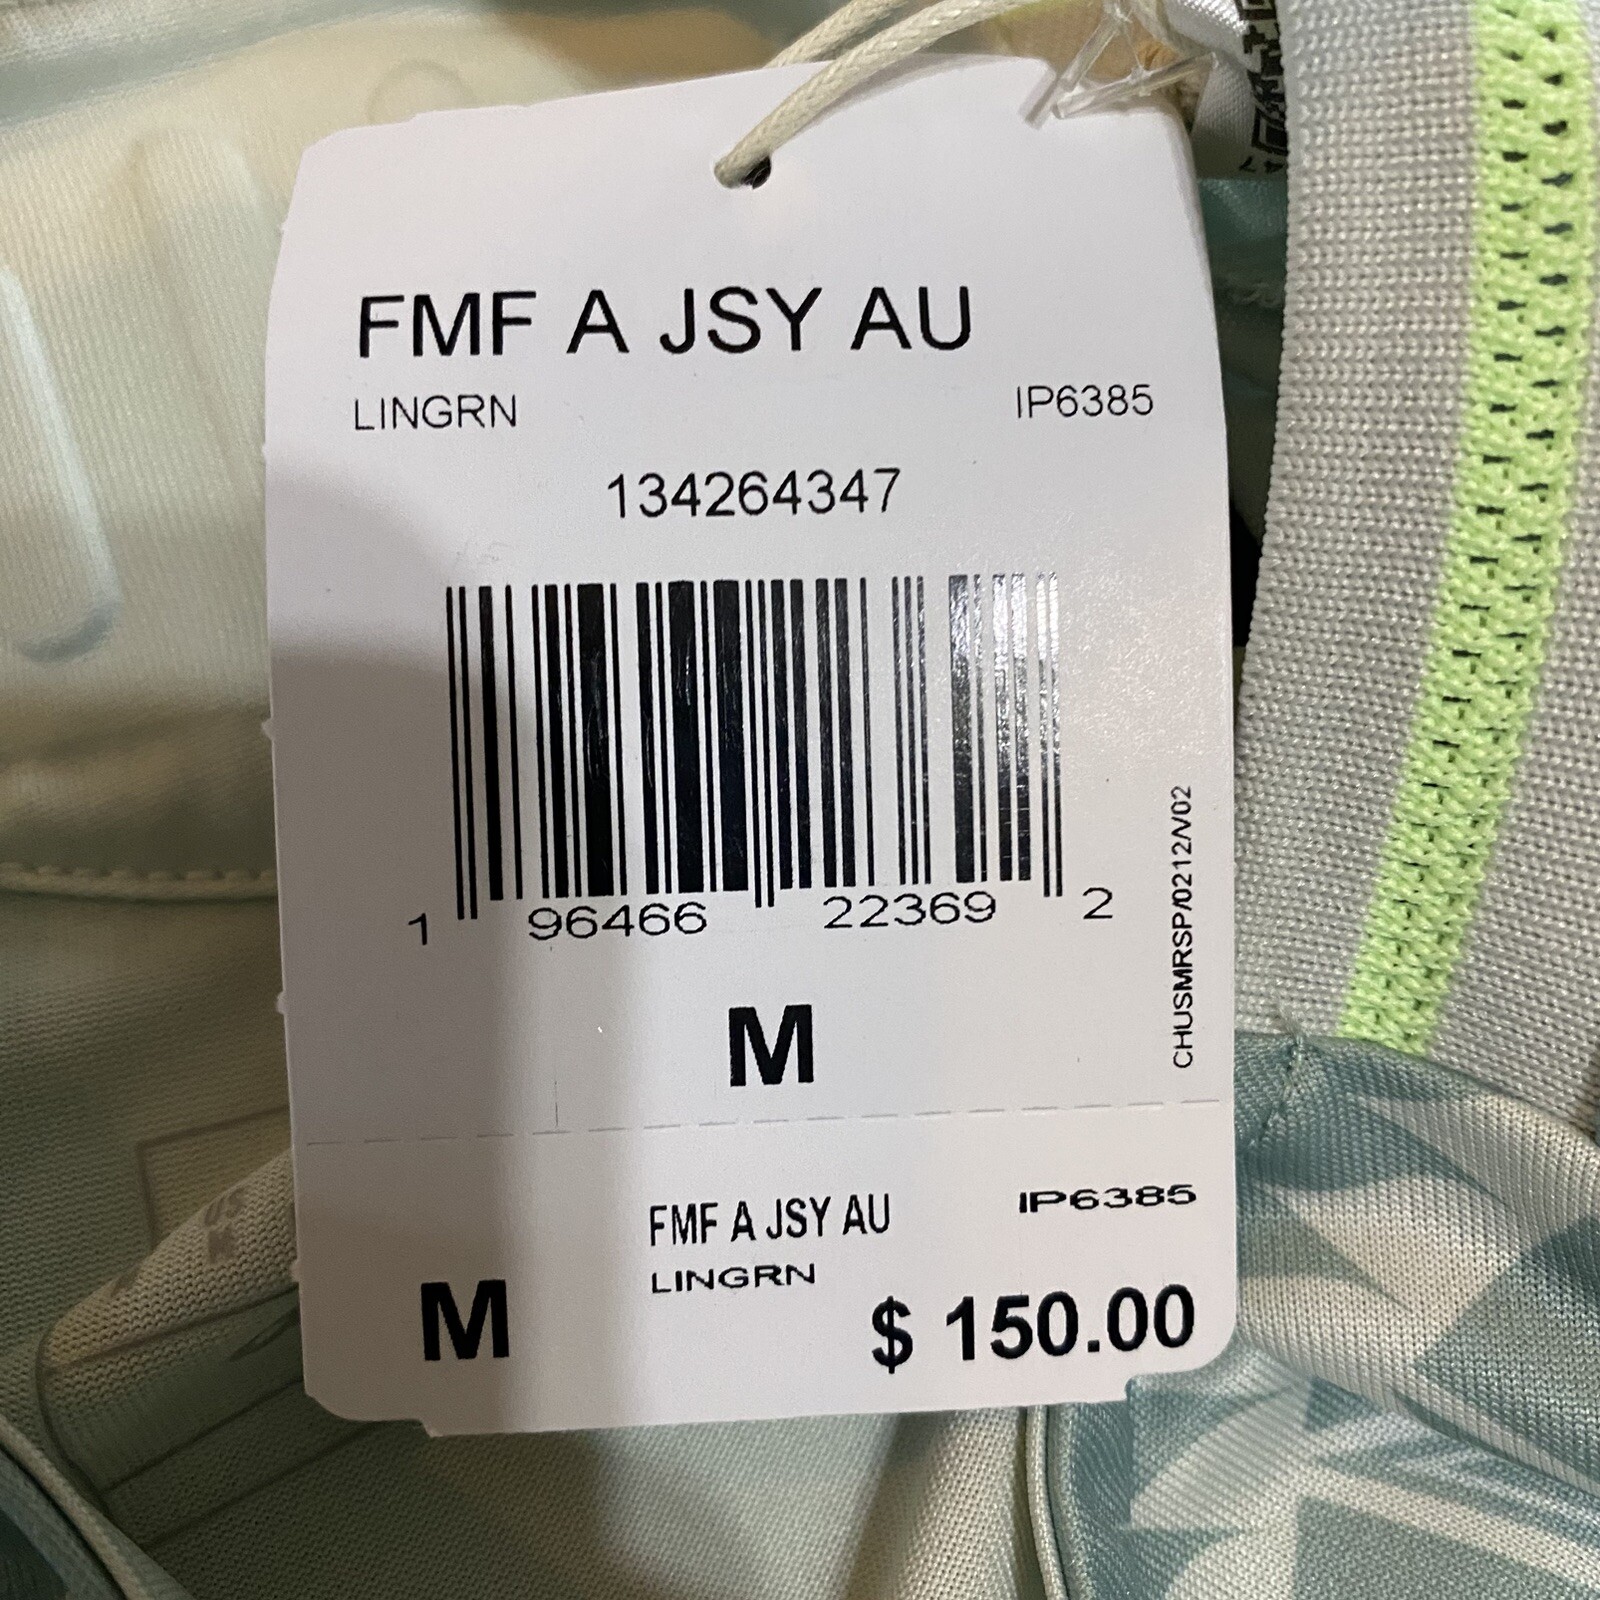 FMF A JSY AU
LINGRN IP6385
134264347
1 96466 22369 2
CHUSMRSP/0212/V02
M
FMF A JSY AU IP6385
LINGRN
M $ 150.00